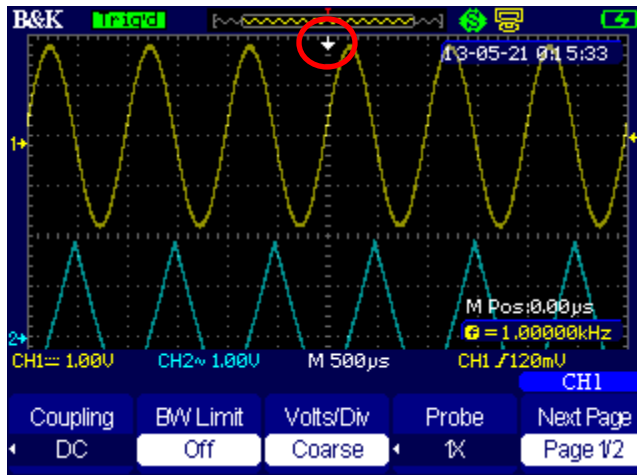 B&K Trig'd
13-05-21 0:15:33
1
M Pos:0.00µs
= 1.00000kHz
2
CH1 1.00V CH2~ 1.00V M 500µs CH1 / 120mV
CH1
Coupling BW Limit Volts/Div Probe Next Page
DC Off Coarse 1X Page 1/2